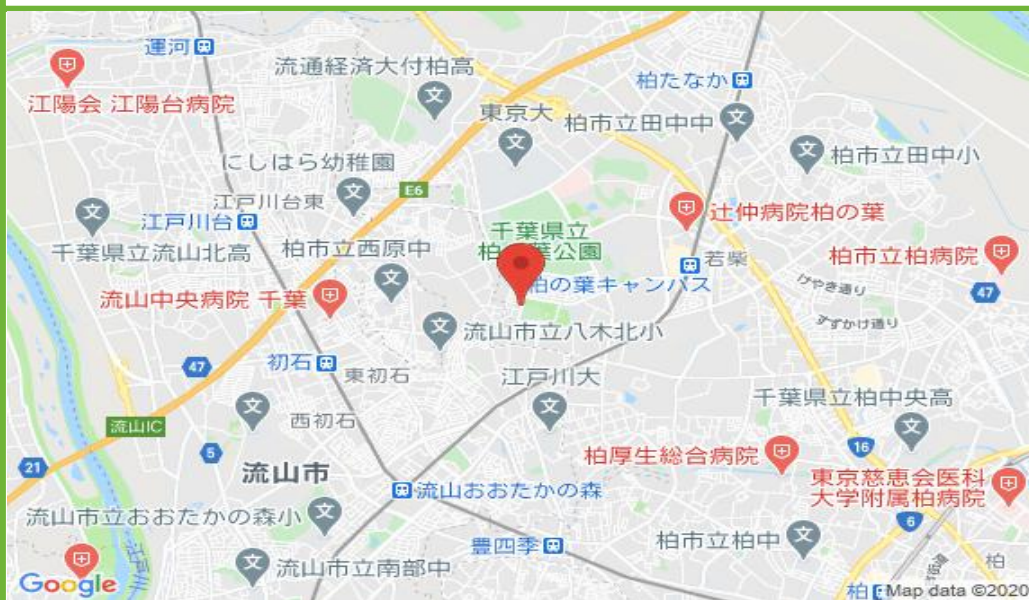 運河
流通経済大付柏高
柏たなか
江陽会 江陽台病院
東京大
柏市立田中中
にしはら幼稚園
柏市立田中小
E6
江戸川台東
江戸川台
辻仲病院柏の葉
千葉県立
柏の葉公園
千葉県立流山北高
柏市立西原中
若柴
柏市立柏病院
柏の葉キャンパス
けやき通り
47
流山中央病院 千葉
すずかけ通り
流山市立八木北小
初石
47
東初石
江戸川大
千葉県立柏中央高
西初石
流山IC
5
16
21
流山市
柏厚生総合病院
東京慈恵会医科
大学附属柏病院
流山おおたかの森
流山市立おおたかの森小
6
豊四季
柏市立柏中
江戸川
流山市立南部中
柏
Google
柏
Map data ©2020